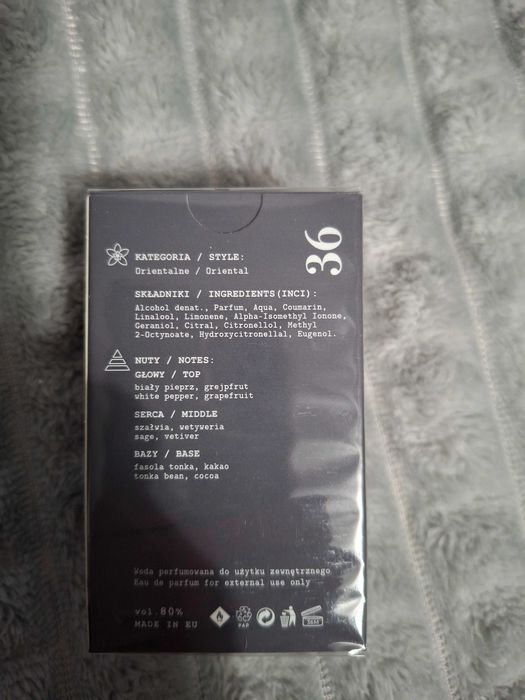 36
KATEGORIA / STYLE:
Orientalne / Oriental
SKŁADNIKI / INGREDIENTS(INCI):
Alcohol denat., Parfum, Aqua, Coumarin,
Linalool, Limonene, Alpha-Isomethyl Ionone,
Geraniol, Citral, Citronellol, Methyl
2-Octynoate, Hydroxycitronellal, Eugenol.
NUTY / NOTES:
GŁOWY / TOP
biały pieprz, grejpfrut
white pepper, grapefruit
SERCA / MIDDLE
szałwia, wetyweria
sage, vetiver
BAZY / BASE
fasola tonka, kakao
tonka bean, cocoa
Woda perfumowana do użytku zewnętrznego
Eau de parfum for external use only
vol.80%
MADE IN EU
PAP
36M